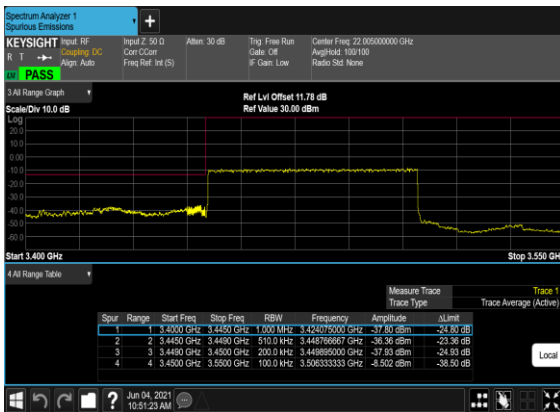 Spectrum Analyzer 1
Spurious Emissions
KEYSIGHT
R T
LV PASS
Input: RF
Coupling: DC
Align: Auto
Input Z: 50 Ω
Corr CCorr
Freq Ref: Int (S)
Atten: 30 dB
Trig: Free Run
Gate: Off
IF Gain: Low
Center Freq: 22.005000000 GHz
Avg|Hold: 100/100
Radio Std: None
3 All Range Graph
Scale/Div 10.0 dB
Ref Lvl Offset 11.78 dB
Ref Value 30.00 dBm
Log
20.0
10.0
0.00
-10.0
-20.0
-30.0
-40.0
-50.0
-60.0
Start 3.400 GHz
Stop 3.550 GH
4 All Range Table
Measure Trace Trace 1
Trace Type Trace Average (Active)
Spur Range Start Freq Stop Freq RBW Frequency Amplitude ΔLimit
1 1 3.4000 GHz 3.4450 GHz 1.000 MHz 3.424075000 GHz -37.80 dBm -24.80 dB
2 2 3.4450 GHz 3.4490 GHz 510.0 kHz 3.448766667 GHz -36.36 dBm -23.36 dB
3 3 3.4490 GHz 3.4500 GHz 200.0 kHz 3.449895000 GHz -37.93 dBm -24.93 dB
4 4 3.4500 GHz 3.5500 GHz 100.0 kHz 3.506333333 GHz -8.502 dBm -38.50 dB
Local
?
Jun 04, 2021
10:51:23 AM